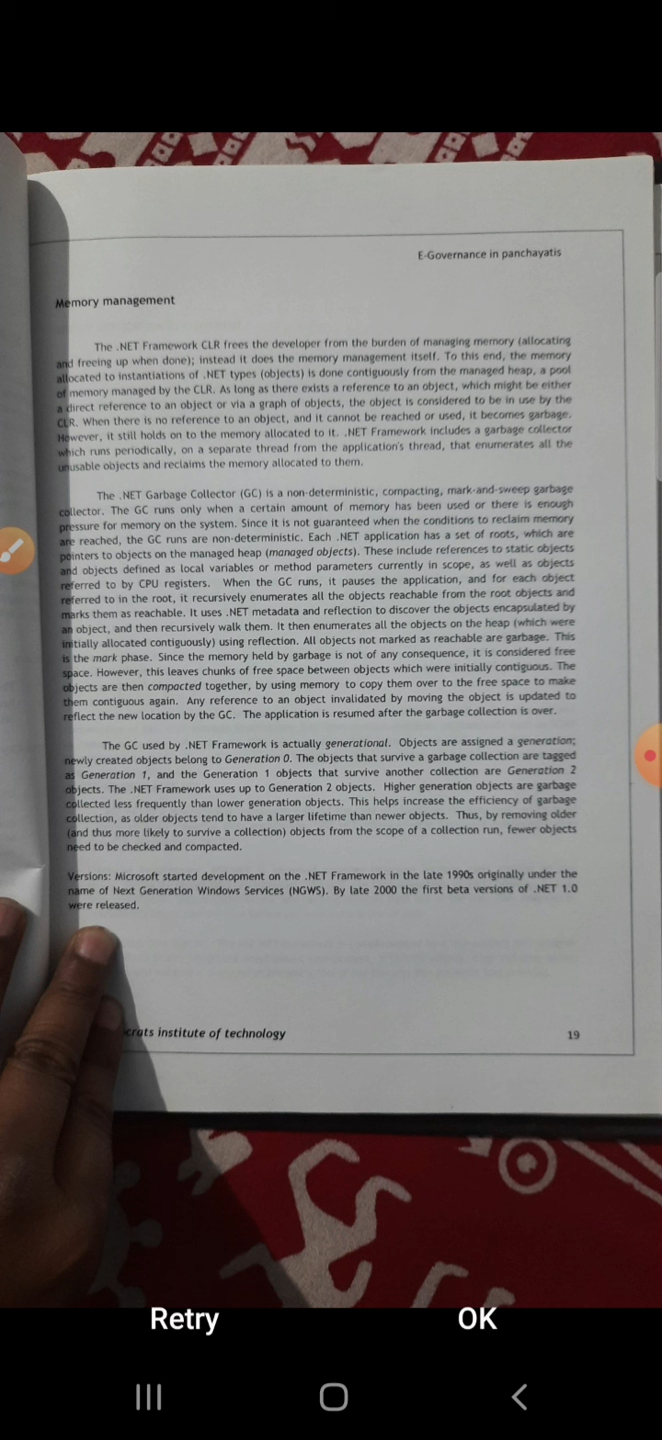 E-Governance in panchayatis
Memory management
The .NET Framework CLR frees the developer from the burden of managing memory (allocating
and freeing up when done); instead it does the memory management itself. To this end, the memory
allocated to instantiations of .NET types (objects) is done contiguously from the managed heap, a pool
of memory managed by the CLR. As long as there exists a reference to an object, which might be either
a direct reference to an object or via a graph of objects, the object is considered to be in use by the
CLR. When there is no reference to an object, and it cannot be reached or used, it becomes garbage.
However, it still holds on to the memory allocated to it. .NET Framework includes a garbage collector
which runs periodically, on a separate thread from the application's thread, that enumerates all the
unusable objects and reclaims the memory allocated to them.
The .NET Garbage Collector (GC) is a non-deterministic, compacting, mark-and-sweep garbage
collector. The GC runs only when a certain amount of memory has been used or there is enough
pressure for memory on the system. Since it is not guaranteed when the conditions to reclaim memory
are reached, the GC runs are non-deterministic. Each .NET application has a set of roots, which are
pointers to objects on the managed heap (managed objects). These include references to static objects
and objects defined as local variables or method parameters currently in scope, as well as objects
referred to by CPU registers. When the GC runs, it pauses the application, and for each object
referred to in the root, it recursively enumerates all the objects reachable from the root objects and
marks them as reachable. It uses .NET metadata and reflection to discover the objects encapsulated by
an object, and then recursively walk them. It then enumerates all the objects on the heap (which were
initially allocated contiguously) using reflection. All objects not marked as reachable are garbage. This
is the mark phase. Since the memory held by garbage is not of any consequence, it is considered free
space. However, this leaves chunks of free space between objects which were initially contiguous. The
objects are then compacted together, by using memory to copy them over to the free space to make
them contiguous again. Any reference to an object invalidated by moving the object is updated to
reflect the new location by the GC. The application is resumed after the garbage collection is over.
The GC used by .NET Framework is actually generational. Objects are assigned a generation;
newly created objects belong to Generation 0. The objects that survive a garbage collection are tagged
as Generation 1, and the Generation 1 objects that survive another collection are Generation 2
objects. The .NET Framework uses up to Generation 2 objects. Higher generation objects are garbage
collected less frequently than lower generation objects. This helps increase the efficiency of garbage
collection, as older objects tend to have a larger lifetime than newer objects. Thus, by removing older
(and thus more likely to survive a collection) objects from the scope of a collection run, fewer objects
need to be checked and compacted.
Versions: Microsoft started development on the .NET Framework in the late 1990s originally under the
name of Next Generation Windows Services (NGWS). By late 2000 the first beta versions of .NET 1.0
were released.
crats institute of technology 19
Retry OK